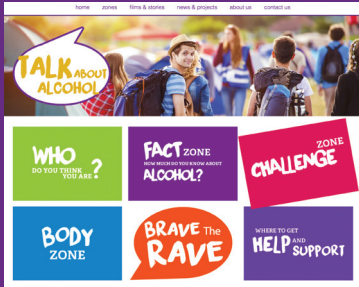 home zones films & stories news & projects about us contact us
TALK ABOUT
ALCOHOL
WHO
DO YOU THINK
YOU ARE ?
FACT ZONE
HOW MUCH DO YOU KNOW ABOUT
ALCOHOL?
ZONE
CHALLENGE
BODY
ZONE
BRAVE The
RAVE
WHERE TO GET
HELP AND
SUPPORT